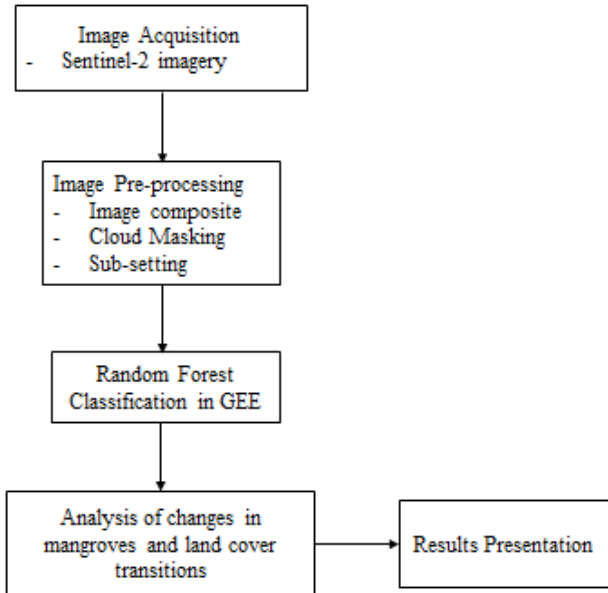 Image Acquisition
- Sentinel-2 imagery
Image Pre-processing
- Image composite
- Cloud Masking
- Sub-setting
Random Forest
Classification in GEE
Analysis of changes in
mangroves and land cover
transitions
Results Presentation